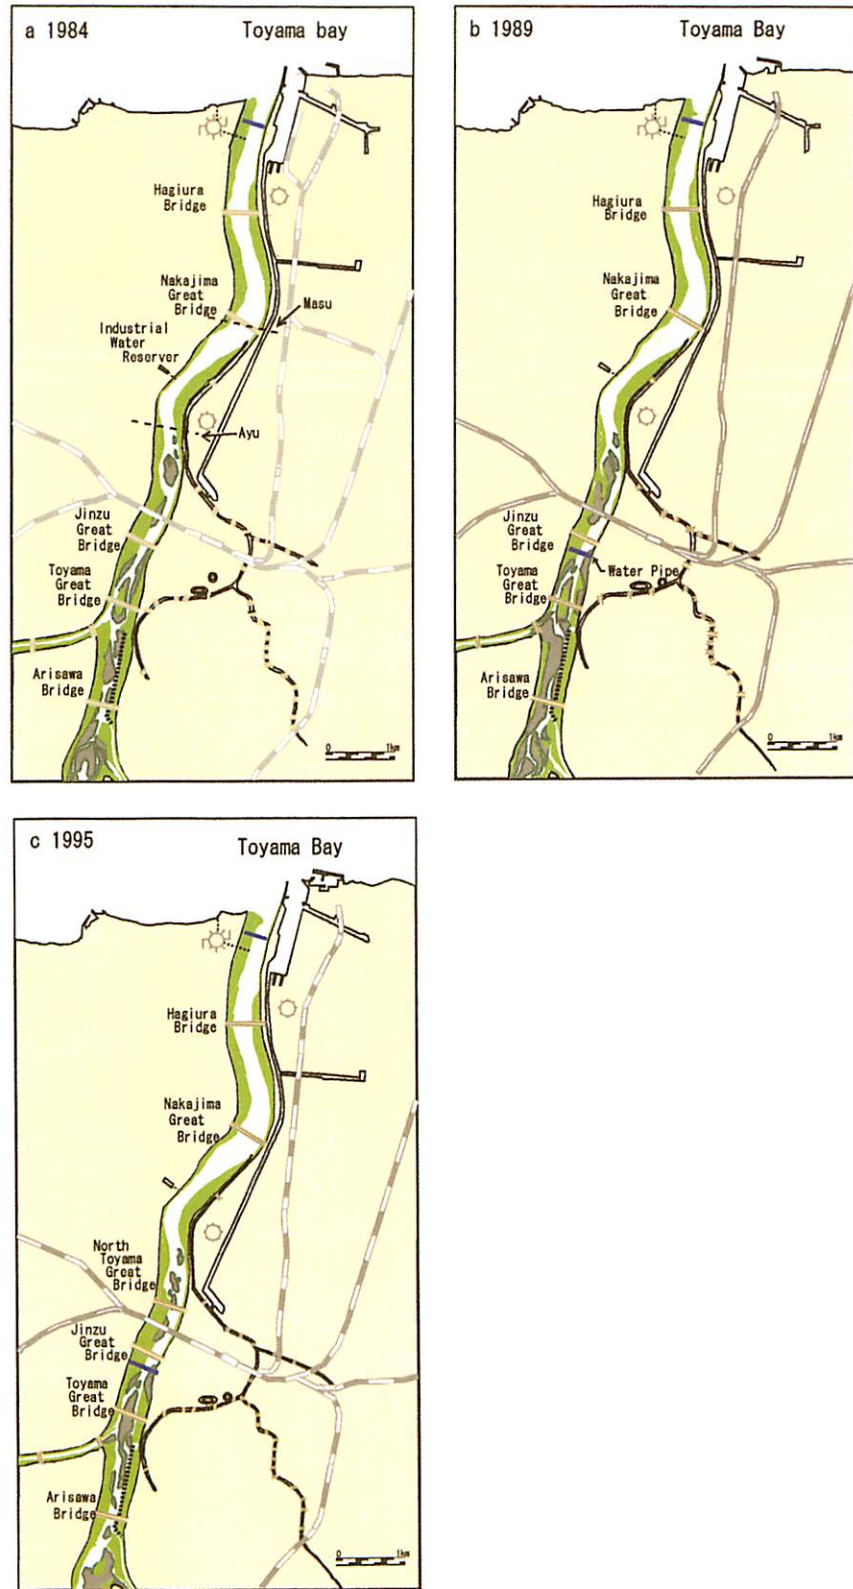 a 1984
Toyama bay
Hagiura
Bridge
Nakajima
Great
Bridge
Masu
Industrial
Water
Reserver
Ayu
Jinzu
Great
Bridge
Toyama
Great
Bridge
Arisawa
Bridge
0 1km
b 1989
Toyama Bay
Hagiura
Bridge
Nakajima
Great
Bridge
Jinzu
Great
Bridge
Water Pipe
Toyama
Great
Bridge
Arisawa
Bridge
0 1km
c 1995
Toyama Bay
Hagiura
Bridge
Nakajima
Great
Bridge
North
Toyama
Great
Bridge
Jinzu
Great
Bridge
Toyama
Great
Bridge
Arisawa
Bridge
0 1km